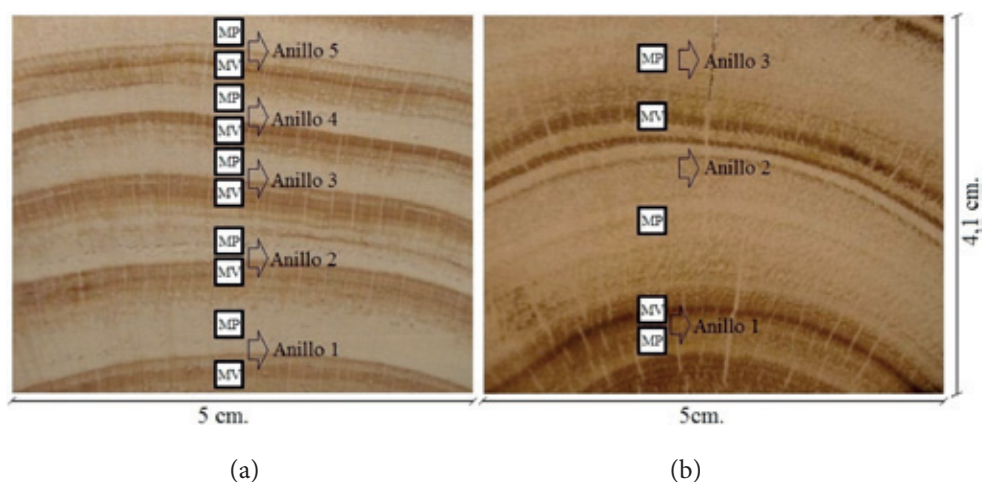 MP
Anillo 5
MV
MP
Anillo 4
MV
MP
Anillo 3
MV
MP
Anillo 2
MV
MP
Anillo 1
MV
5 cm.
(a)
MP
Anillo 3
MV
Anillo 2
MP
MV
Anillo 1
MP
4,1 cm.
5cm.
(b)